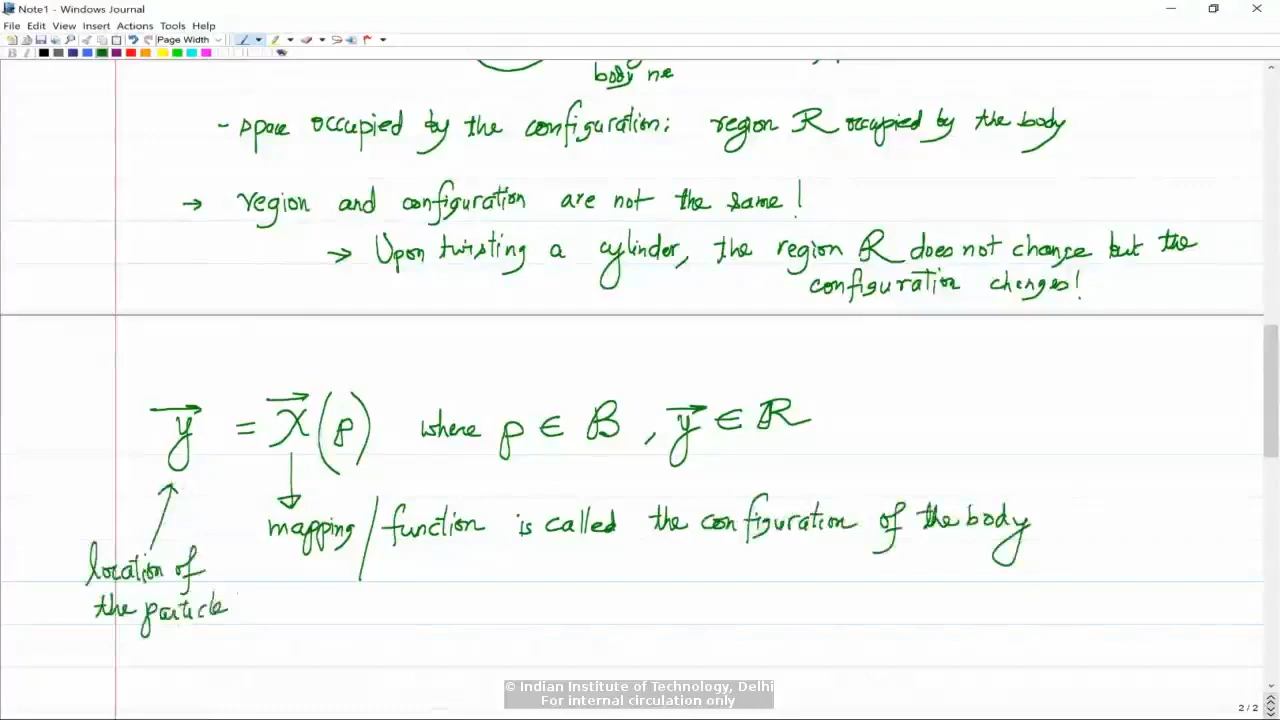 Note1 - Windows Journal
File Edit View Insert Actions Tools Help
Page Width
body
- space occupied by the configuration: region R occupied by the body
→ region and configuration are not the same!
→ Upon twisting a cylinder, the region R does not change but the
configuration changes!
y⃗ = χ⃗(p) where p ∈ B, y⃗ ∈ R
mapping / function is called the configuration of the body
location of
the particle
© Indian Institute of Technology, Delhi
For internal circulation only
2 / 2